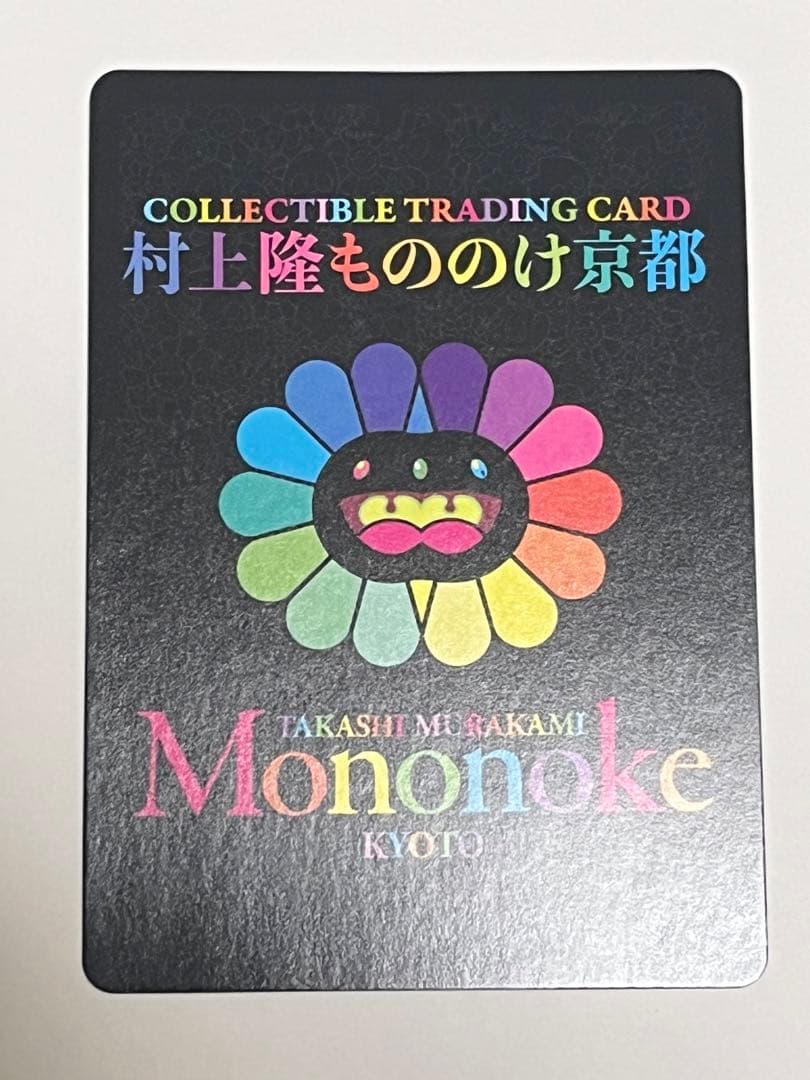 COLLECTIBLE TRADING CARD
村上隆もののけ京都
TAKASHI MURAKAMI
Mononoke
KYOTO